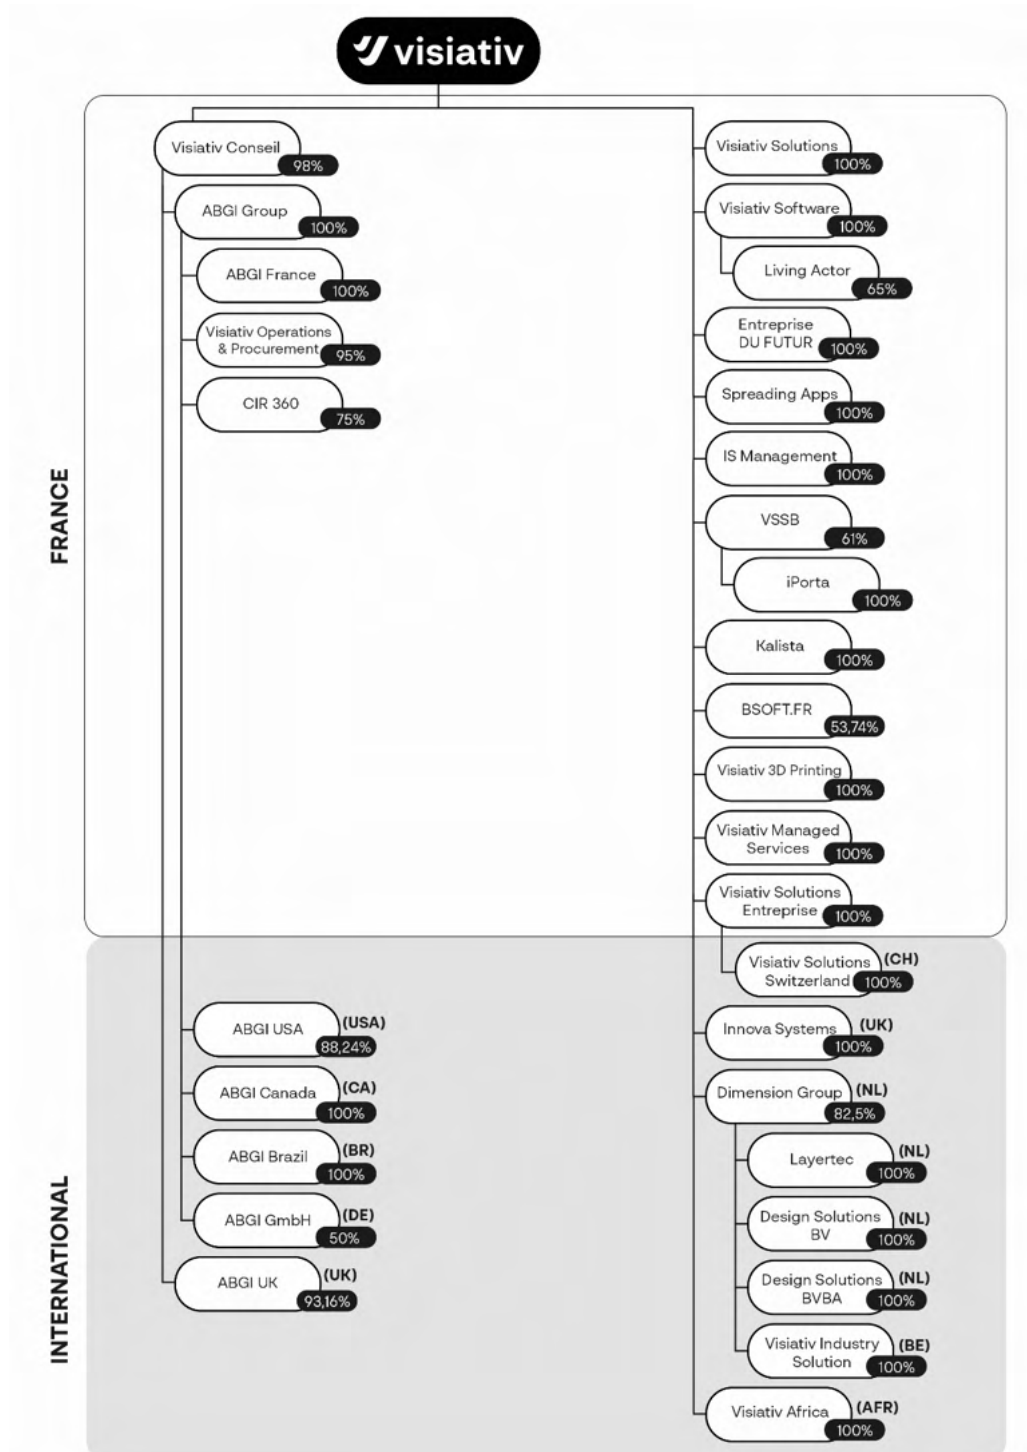 visiativ
FRANCE
Visiativ Conseil
98%
ABGI Group
100%
ABGI France
100%
Visiativ Operations
& Procurement
95%
CIR 360
75%
Visiativ Solutions
100%
Visiativ Software
100%
Living Actor
65%
Entreprise
DU FUTUR
100%
Spreading Apps
100%
IS Management
100%
VSSB
61%
iPorta
100%
Kalista
100%
BSOFT.FR
53,74%
Visiativ 3D Printing
100%
Visiativ Managed
Services
100%
Visiativ Solutions
Entreprise
100%
INTERNATIONAL
ABGI USA
(USA)
88,24%
ABGI Canada
(CA)
100%
ABGI Brazil
(BR)
100%
ABGI GmbH
(DE)
50%
ABGI UK
(UK)
93,16%
Visiativ Solutions
Switzerland
(CH)
100%
Innova Systems
(UK)
100%
Dimension Group
(NL)
82,5%
Layertec
(NL)
100%
Design Solutions
BV
(NL)
100%
Design Solutions
BVBA
(NL)
100%
Visiativ Industry
Solution
(BE)
100%
Visiativ Africa
(AFR)
100%